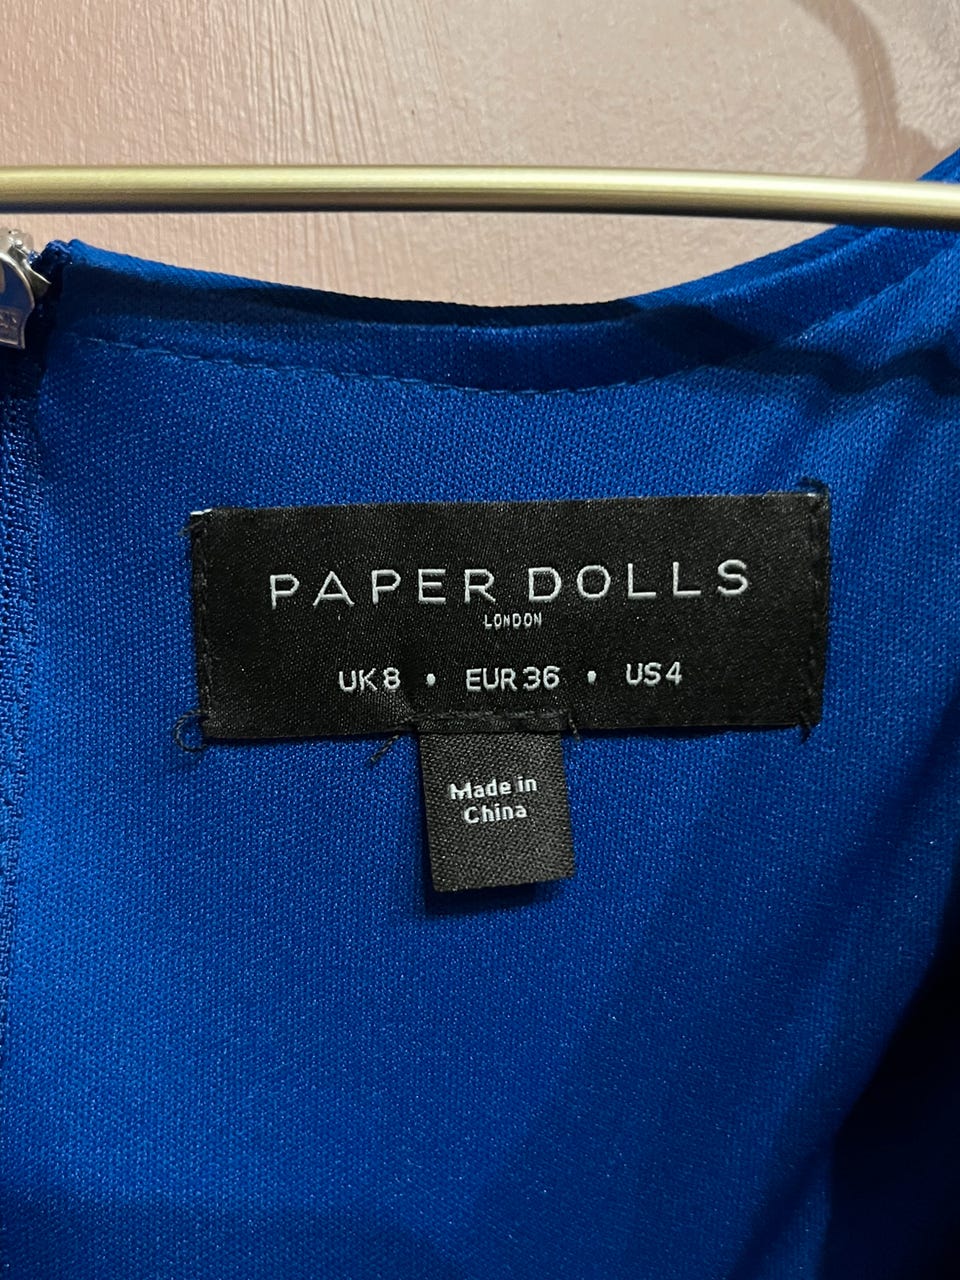 PAPER DOLLS
LONDON
UK 8 • EUR 36 • US 4
Made in
China